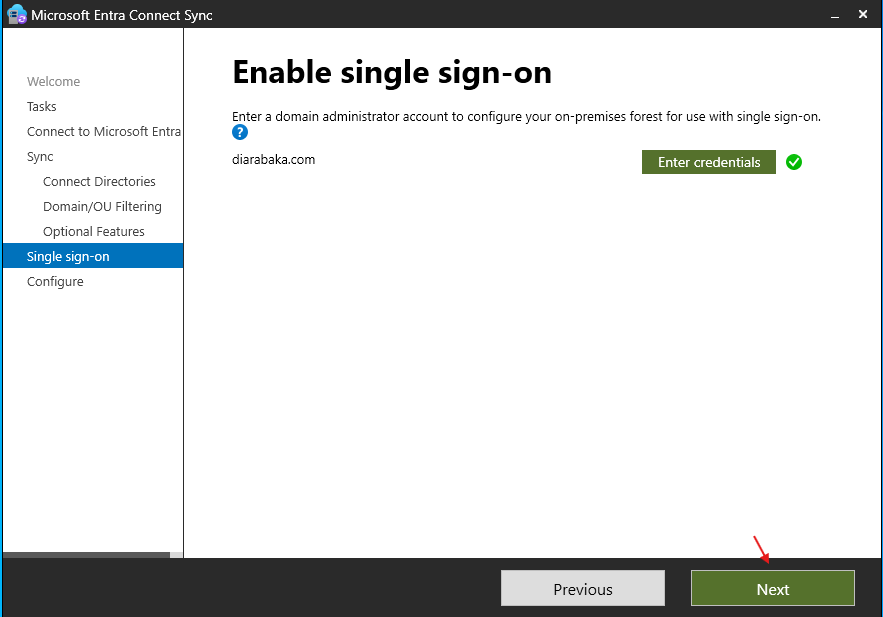 Microsoft Entra Connect Sync
Welcome
Tasks
Connect to Microsoft Entra
Sync
Connect Directories
Domain/OU Filtering
Optional Features
Single sign-on
Configure
Enable single sign-on
Enter a domain administrator account to configure your on-premises forest for use with single sign-on.
?
diarabaka.com
Enter credentials
Previous
Next